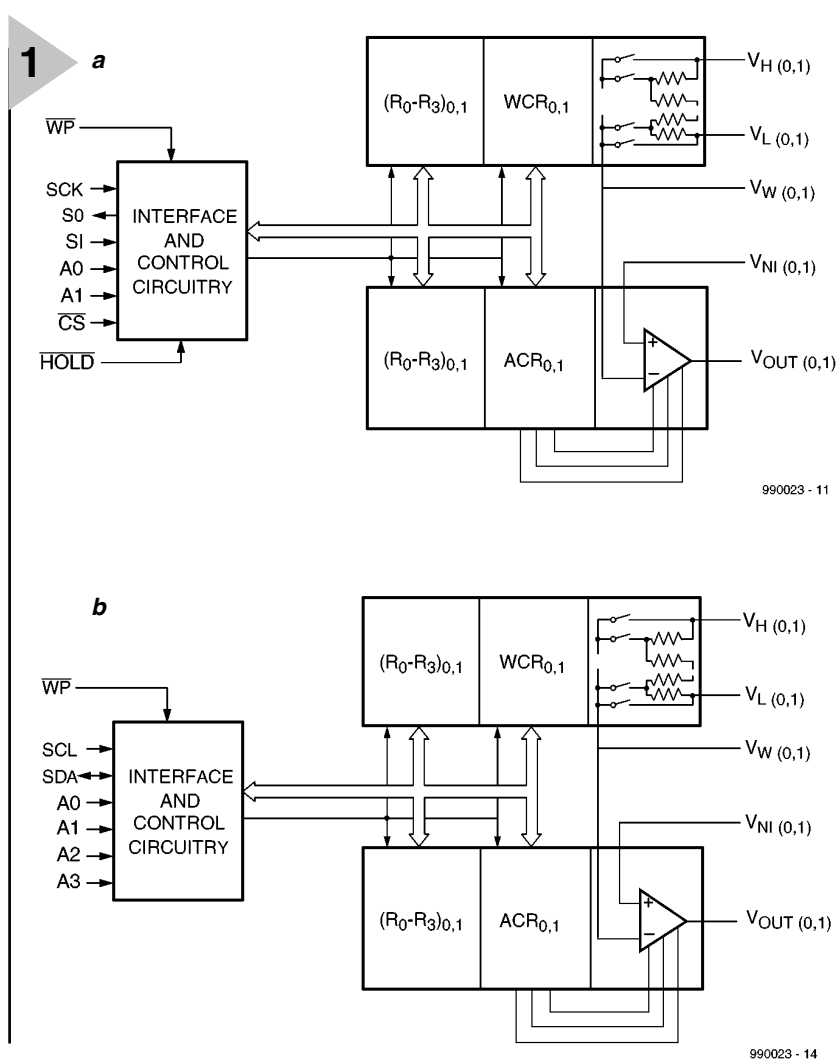 1
a
WP
SCK
S0
SI
A0
A1
CS
HOLD
INTERFACE
AND
CONTROL
CIRCUITRY
(R0-R3)0,1
WCR0,1
VH (0,1)
VL (0,1)
VW (0,1)
VNI (0,1)
(R0-R3)0,1
ACR0,1
+
–
VOUT (0,1)
990023 - 11
b
WP
SCL
SDA
A0
A1
A2
A3
INTERFACE
AND
CONTROL
CIRCUITRY
(R0-R3)0,1
WCR0,1
VH (0,1)
VL (0,1)
VW (0,1)
VNI (0,1)
(R0-R3)0,1
ACR0,1
+
–
VOUT (0,1)
990023 - 14